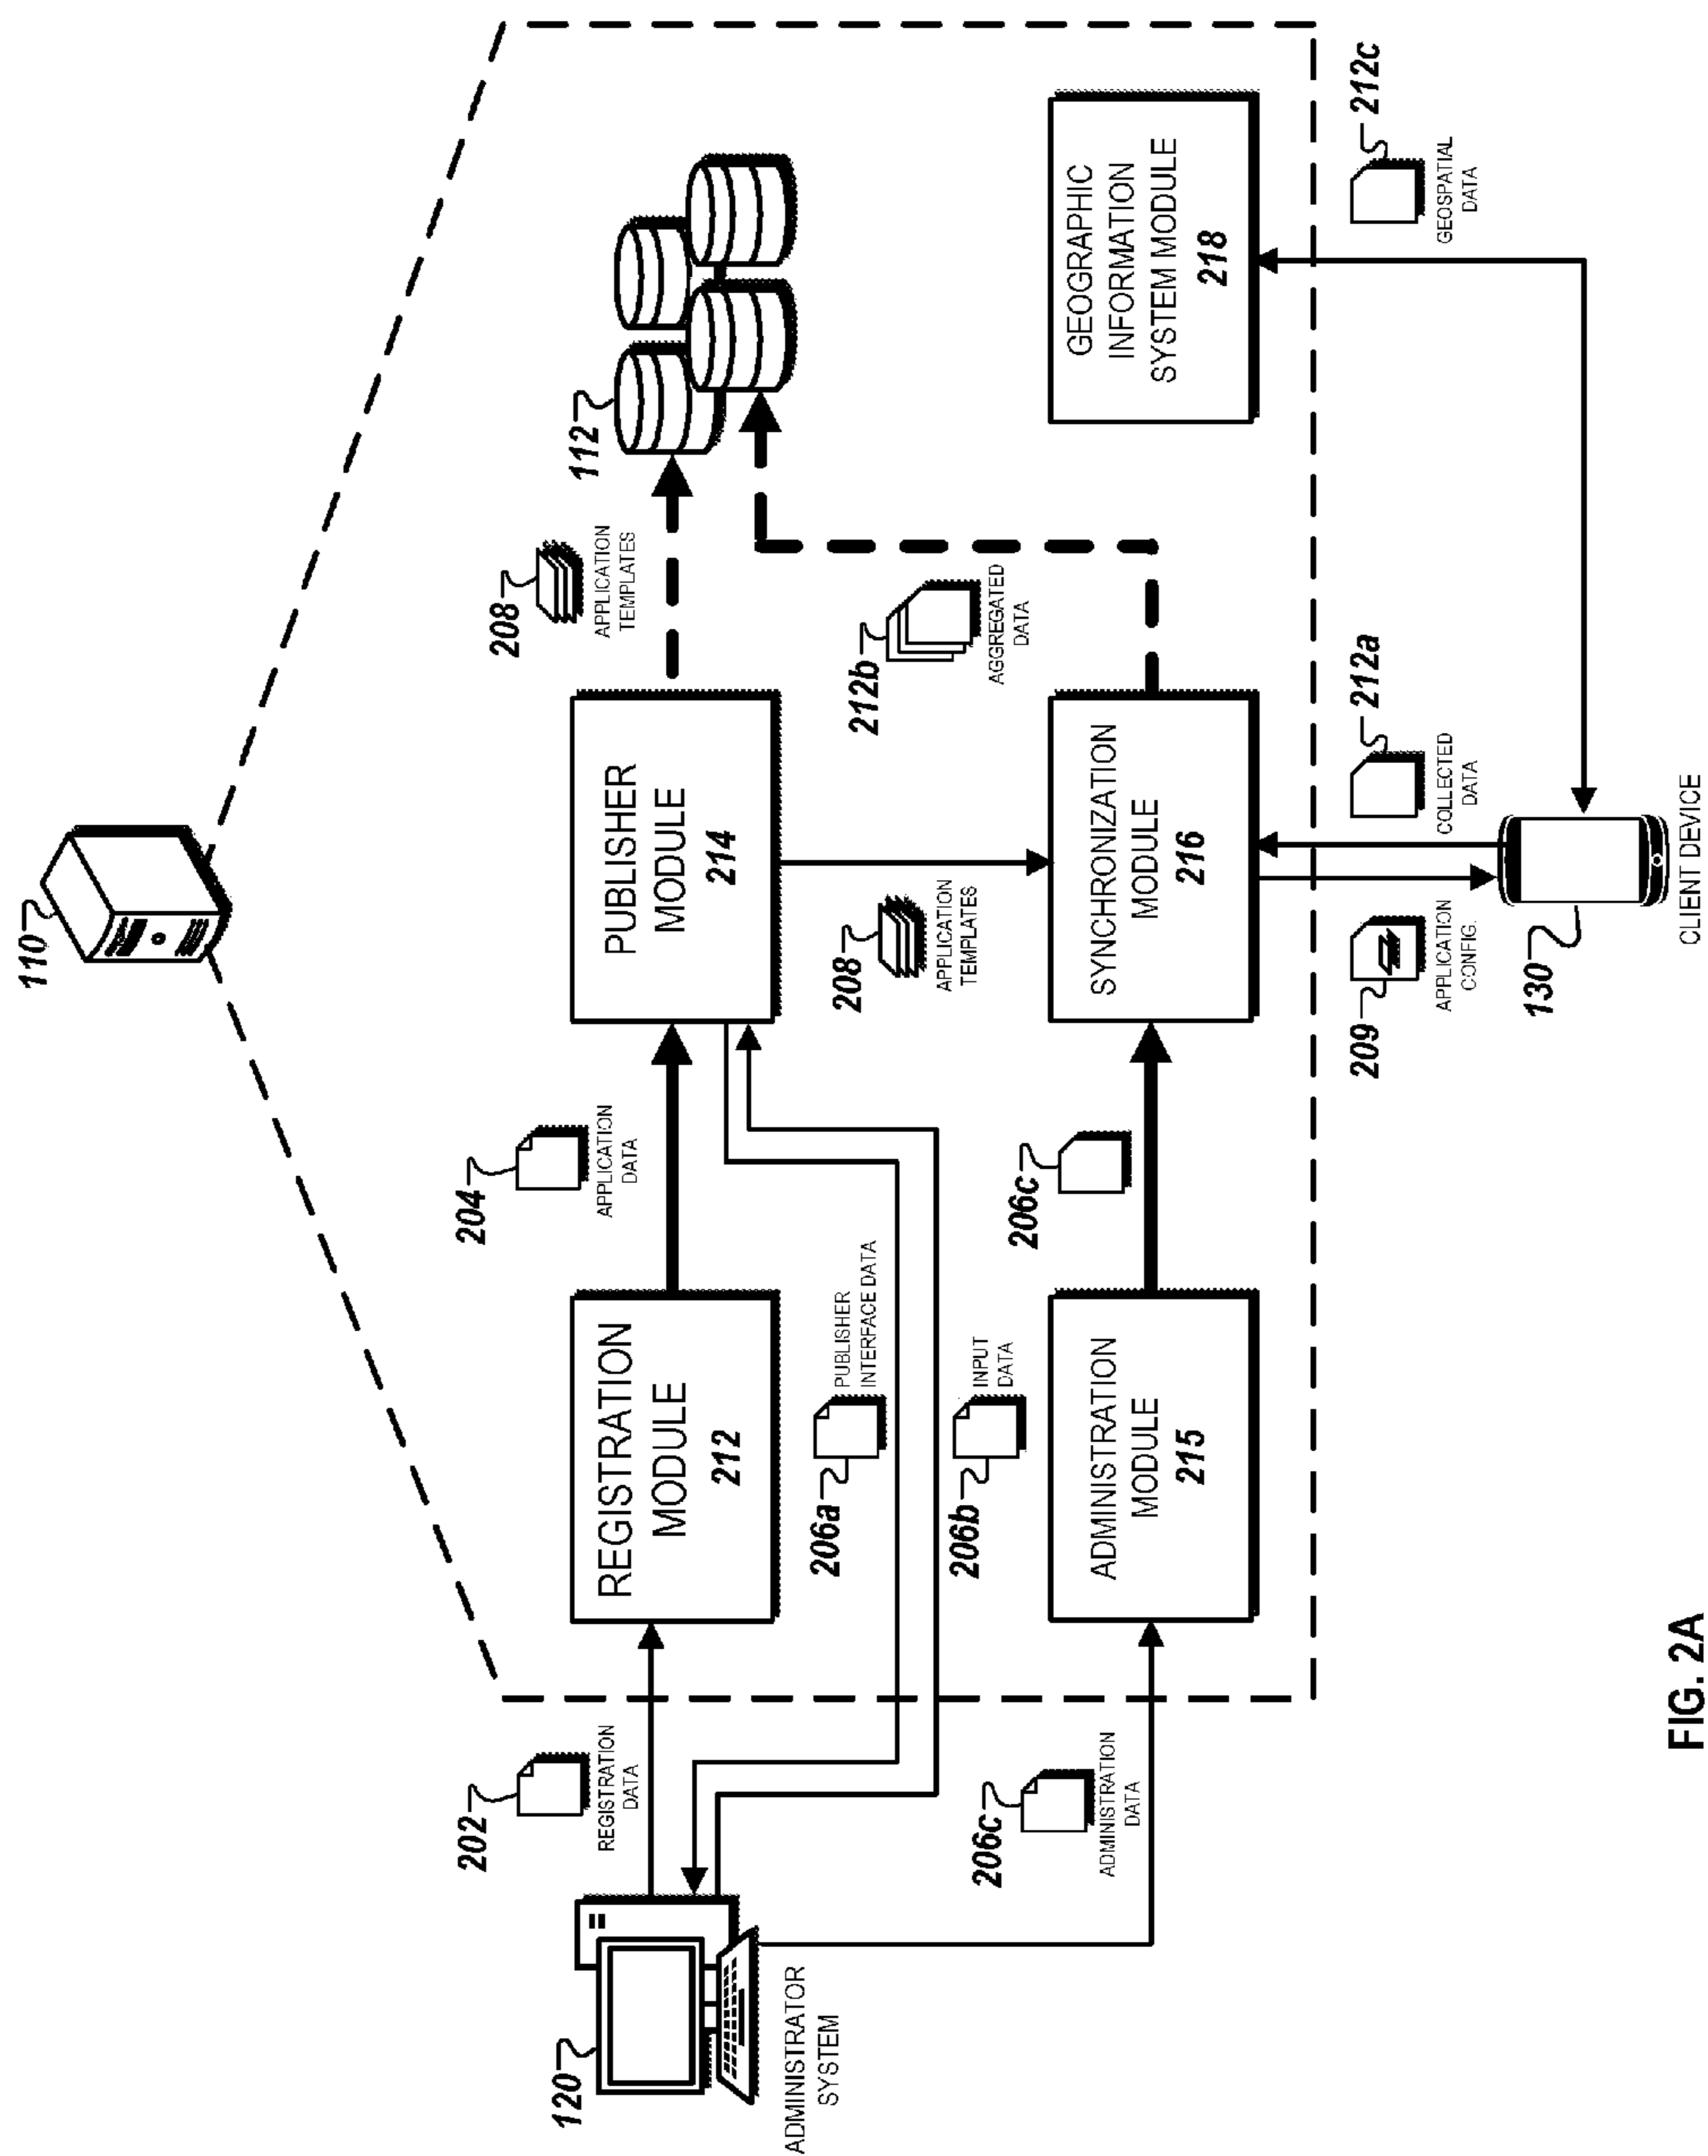 110
112
208
APPLICATION
TEMPLATES
204
APPLICATION
DATA
202
REGISTRATION
DATA
120
ADMINISTRATOR
SYSTEM
REGISTRATION
MODULE
212
PUBLISHER
MODULE
214
206a
PUBLISHER
INTERFACE DATA
208
APPLICATION
TEMPLATES
212b
AGGREGATED
DATA
206b
INPUT
DATA
206c
ADMINISTRATION
DATA
206c
ADMINISTRATION
MODULE
215
SYNCHRONIZATION
MODULE
216
GEOGRAPHIC
INFORMATION
SYSTEM MODULE
218
209
APPLICATION
CONFIG.
212a
COLLECTED
DATA
212c
GEOSPATIAL
DATA
130
CLIENT DEVICE
FIG. 2A